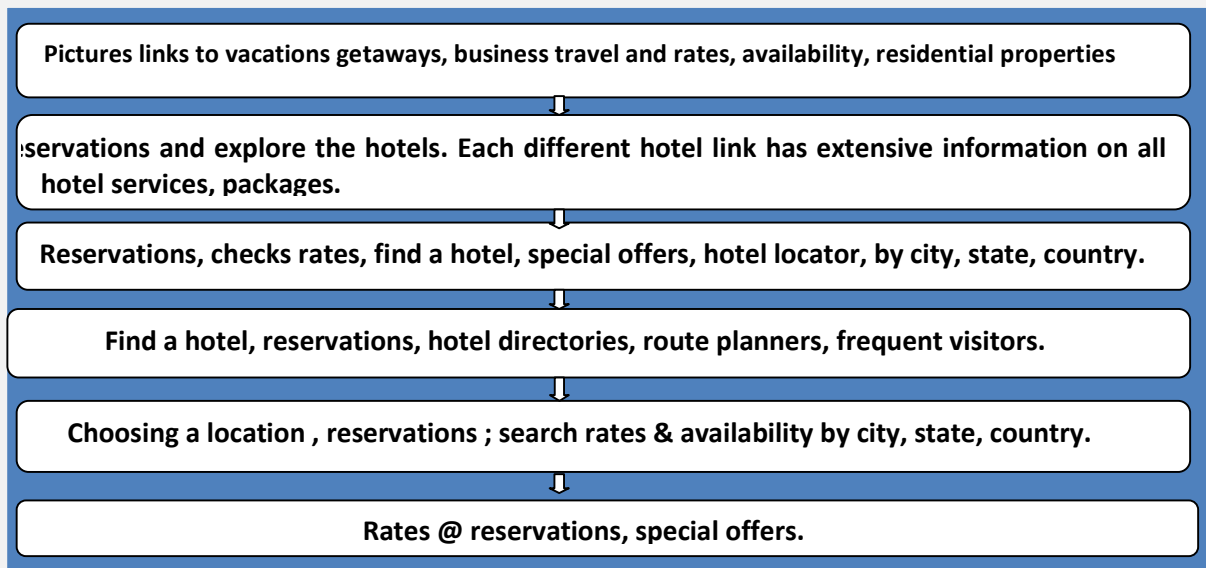 Pictures links to vacations getaways, business travel and rates, availability, residential properties
servations and explore the hotels. Each different hotel link has extensive information on all
hotel services, packages.
Reservations, checks rates, find a hotel, special offers, hotel locator, by city, state, country.
Find a hotel, reservations, hotel directories, route planners, frequent visitors.
Choosing a location , reservations ; search rates & availability by city, state, country.
Rates @ reservations, special offers.